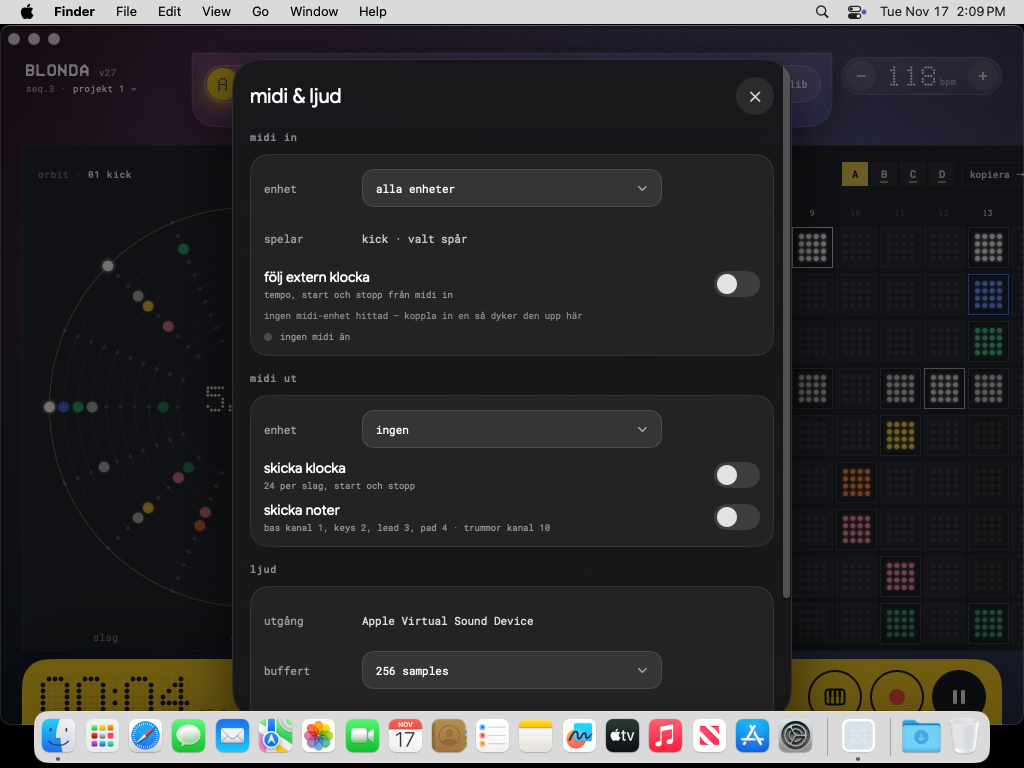 Finder File Edit View Go Window Help Tue Nov 17 2:09 PM
BLONDA v27
seq.3 · projekt 1
A
lib
− 118 bpm +
midi & ljud
midi in
enhet alla enheter
spelar kick · valt spår
följ extern klocka
tempo, start och stopp från midi in
ingen midi-enhet hittad — koppla in en så dyker den upp här
ingen midi än
midi ut
enhet ingen
skicka klocka
24 per slag, start och stopp
skicka noter
bas kanal 1, keys 2, lead 3, pad 4 · trummor kanal 10
ljud
utgång Apple Virtual Sound Device
buffert 256 samples
orbit · 01 kick
5.
slag
A B C D kopiera →
9 10 11 12 13
00:04
NOV
17
tv